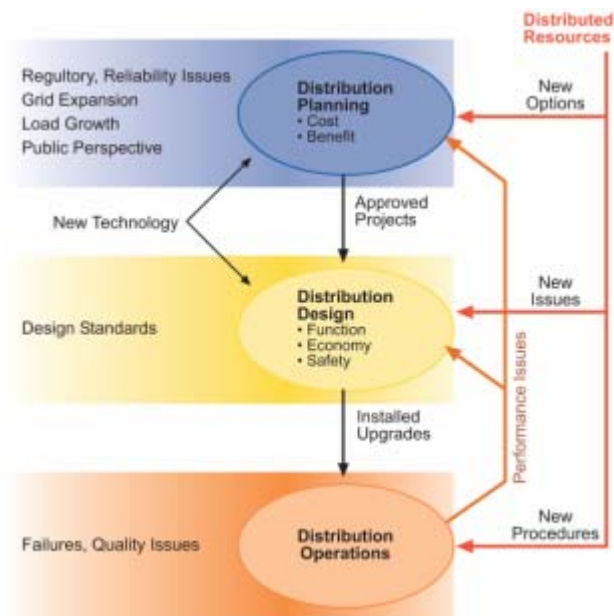 Distributed
Resources
Regultory, Reliability Issues
Grid Expansion
Load Growth
Public Perspective
Distribution
Planning
• Cost
• Benefit
New
Options
New Technology
Approved
Projects
Design Standards
Distribution
Design
• Function
• Economy
• Safety
New
Issues
Performance Issues
Installed
Upgrades
Failures, Quality Issues
Distribution
Operations
New
Procedures